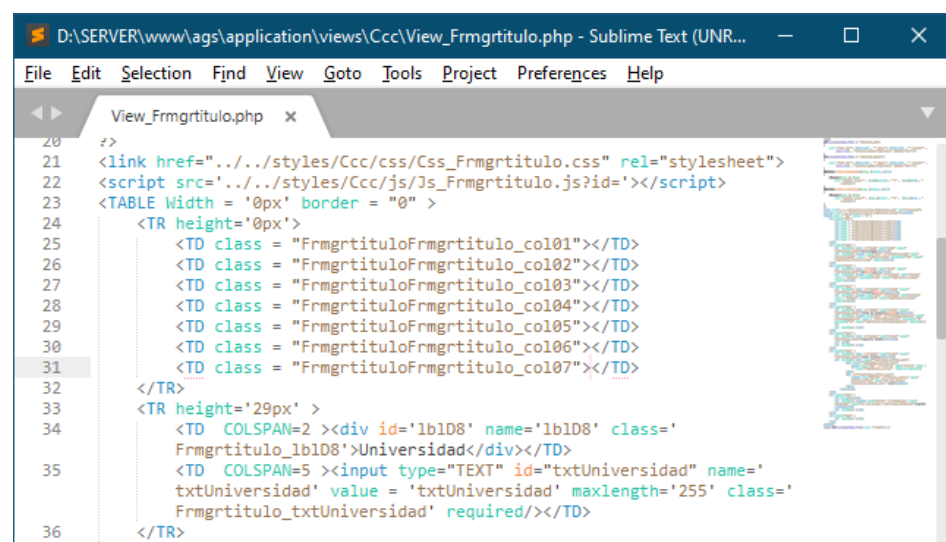 D:\SERVER\www\ags\application\views\Ccc\View_Frmgrtitulo.php - Sublime Text (UNR...
File Edit Selection Find View Goto Tools Project Preferences Help
View_Frmgrtitulo.php ×
20 ?>
21 <link href="../../styles/Ccc/css/Css_Frmgrtitulo.css" rel="stylesheet">
22 <script src='../../styles/Ccc/js/Js_Frmgrtitulo.js?id='></script>
23 <TABLE Width = '0px' border = "0" >
24 <TR height='0px'>
25 <TD class = "FrmgrtituloFrmgrtitulo_col01"></TD>
26 <TD class = "FrmgrtituloFrmgrtitulo_col02"></TD>
27 <TD class = "FrmgrtituloFrmgrtitulo_col03"></TD>
28 <TD class = "FrmgrtituloFrmgrtitulo_col04"></TD>
29 <TD class = "FrmgrtituloFrmgrtitulo_col05"></TD>
30 <TD class = "FrmgrtituloFrmgrtitulo_col06"></TD>
31 <TD class = "FrmgrtituloFrmgrtitulo_col07"></TD>
32 </TR>
33 <TR height='29px' >
34 <TD COLSPAN=2 ><div id='lblD8' name='lblD8' class='
Frmgrtitulo_lblD8'>Universidad</div></TD>
35 <TD COLSPAN=5 ><input type="TEXT" id="txtUniversidad" name='
txtUniversidad' value = 'txtUniversidad' maxlength='255' class='
Frmgrtitulo_txtUniversidad' required/></TD>
36 </TR>